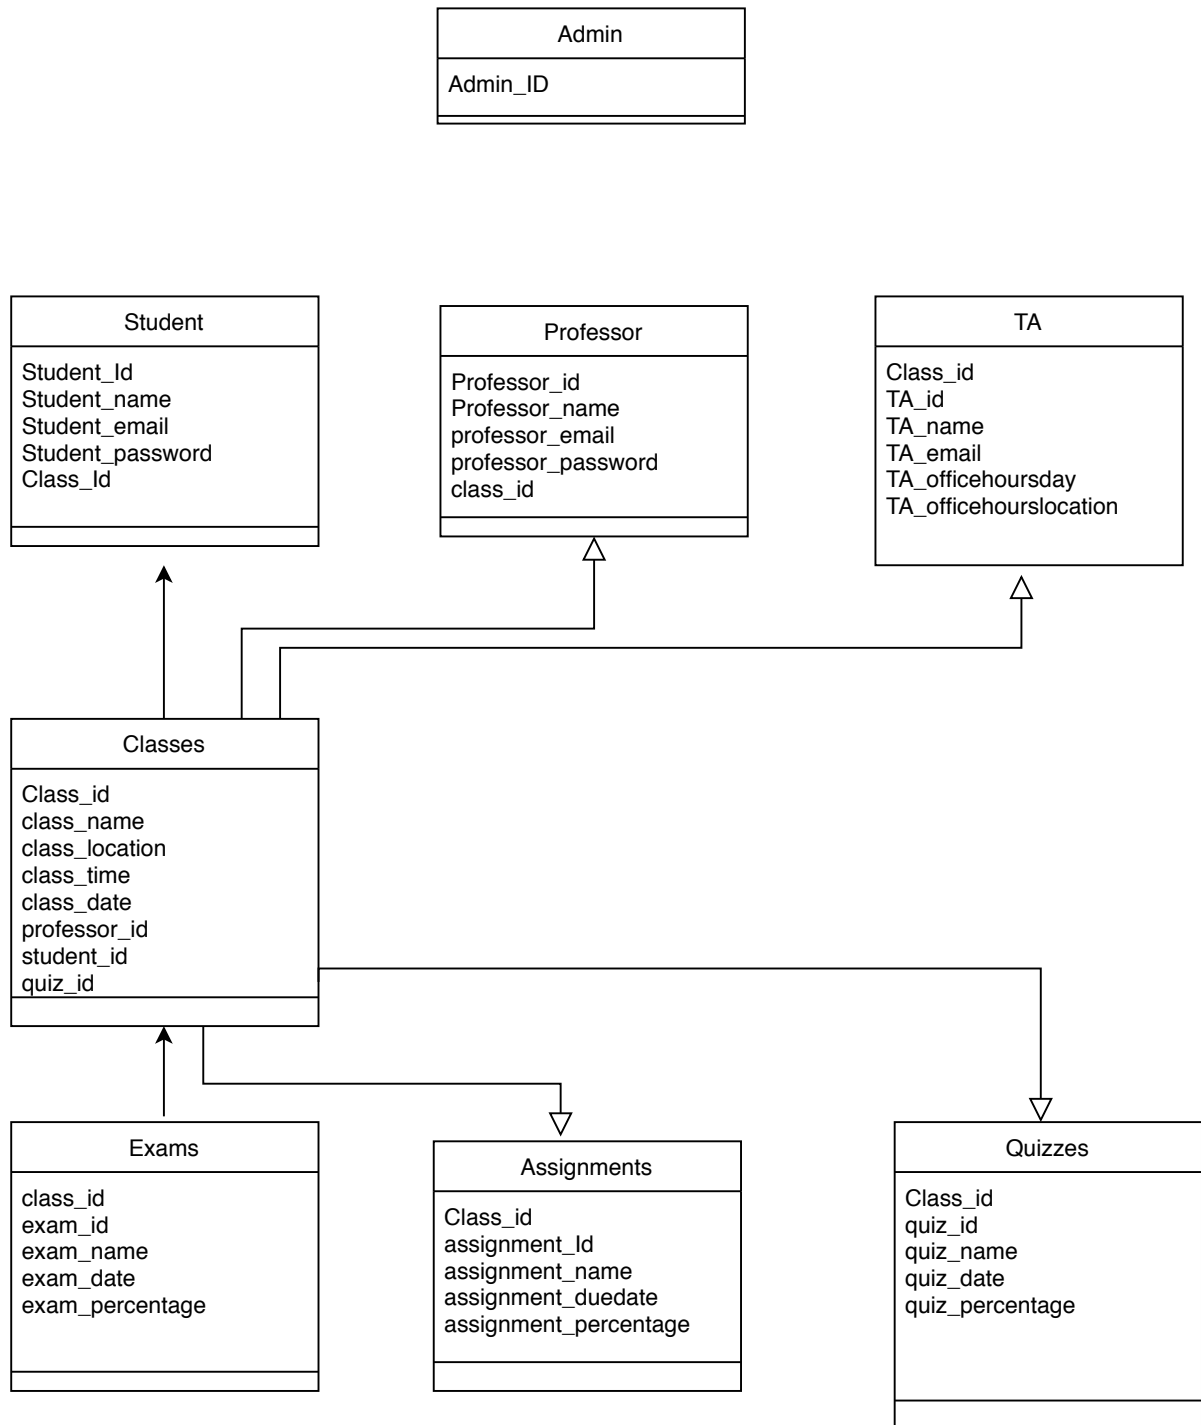 Admin
Admin_ID
Student
Student_Id
Student_name
Student_email
Student_password
Class_Id
Professor
Professor_id
Professor_name
professor_email
professor_password
class_id
TA
Class_id
TA_id
TA_name
TA_email
TA_officehoursday
TA_officehourslocation
Classes
Class_id
class_name
class_location
class_time
class_date
professor_id
student_id
quiz_id
Exams
class_id
exam_id
exam_name
exam_date
exam_percentage
Assignments
Class_id
assignment_Id
assignment_name
assignment_duedate
assignment_percentage
Quizzes
Class_id
quiz_id
quiz_name
quiz_date
quiz_percentage